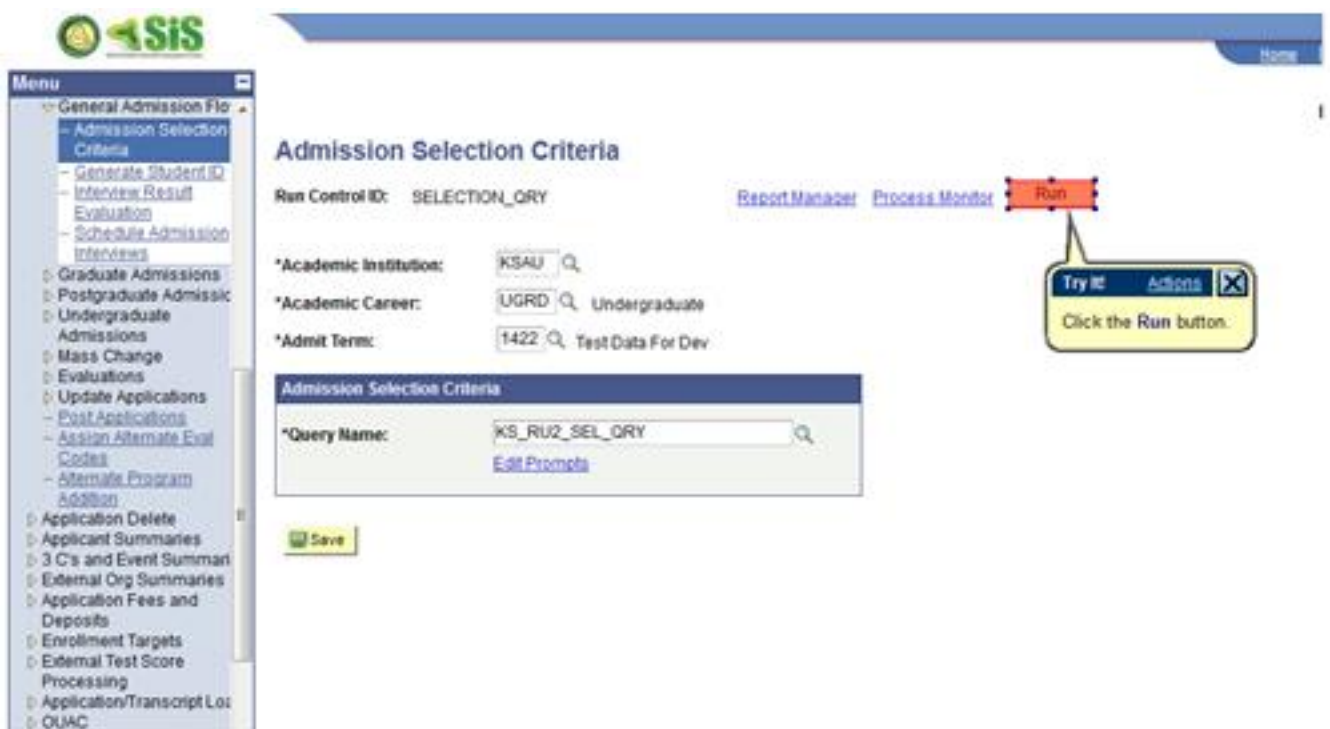 SiS
Home
Menu
General Admission Flo
Admission Selection
Criteria
Generate Student ID
Interview Result
Evaluation
Schedule Admission
Interviews
Graduate Admissions
Postgraduate Admissic
Undergraduate
Admissions
Mass Change
Evaluations
Update Applications
Post Applications
Assign Alternate Eval
Codes
Alternate Program
Addition
Application Delete
Applicant Summaries
3 C's and Event Summari
External Org Summaries
Application Fees and
Deposits
Enrollment Targets
External Test Score
Processing
Application/Transcript Loa
OUAC
Admission Selection Criteria
Run Control ID: SELECTION_QRY Report Manager Process Monitor Run
*Academic Institution: KSAU
*Academic Career: UGRD Undergraduate
*Admit Term: 1422 Test Data For Dev
Try It! Actions X
Click the Run button.
Admission Selection Criteria
*Query Name: KS_RU2_SEL_QRY
Edit Prompts
Save